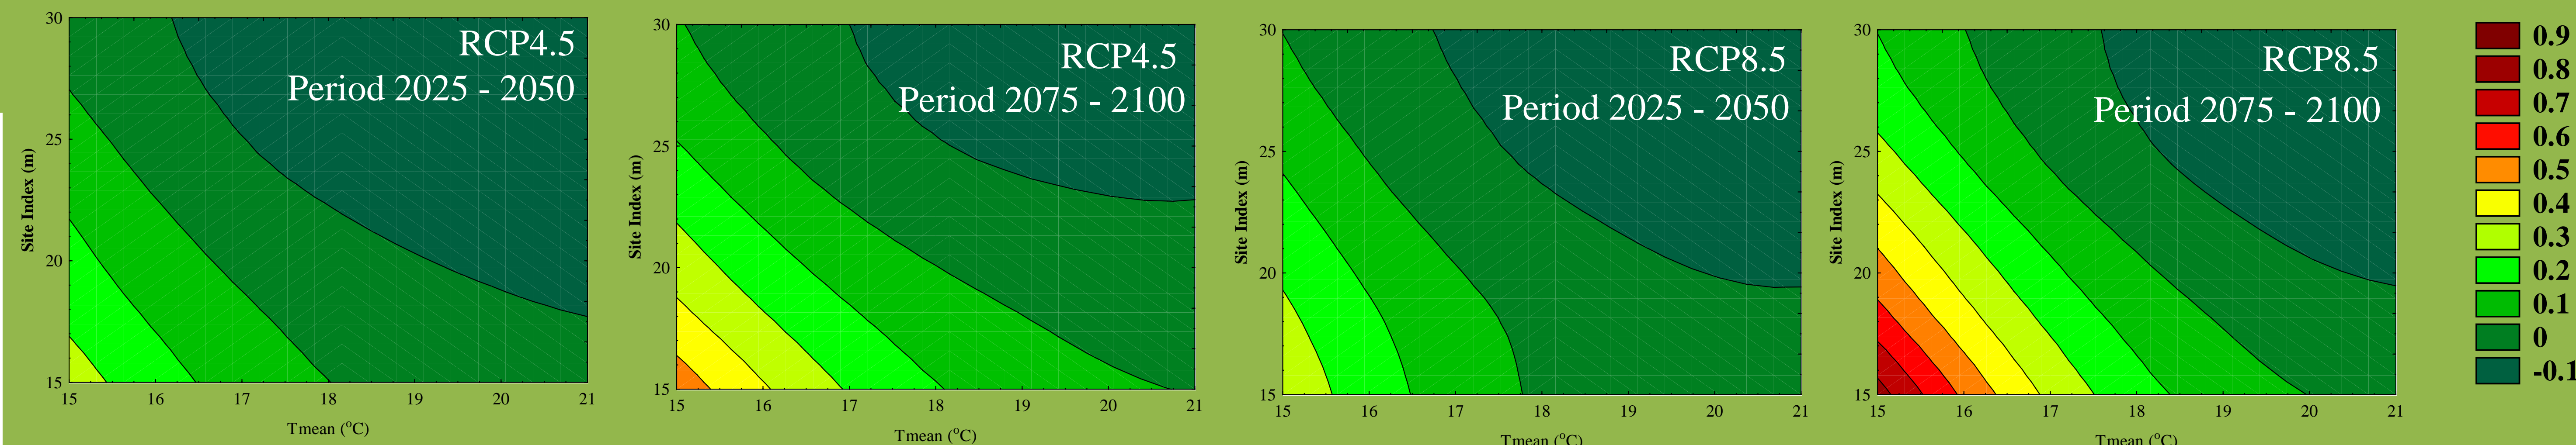 30
25
20
15
Site Index (m)
RCP4.5
Period 2025 - 2050
15 16 17 18 19 20 21
Tmean (°C)
30
25
20
15
Site Index (m)
RCP4.5
Period 2075 - 2100
15 16 17 18 19 20 21
Tmean (°C)
30
25
20
15
Site Index (m)
RCP8.5
Period 2025 - 2050
15 16 17 18 19 20 21
Tmean (°C)
30
25
20
15
Site Index (m)
RCP8.5
Period 2075 - 2100
15 16 17 18 19 20 21
Tmean (°C)
0.9
0.8
0.7
0.6
0.5
0.4
0.3
0.2
0.1
0
-0.1